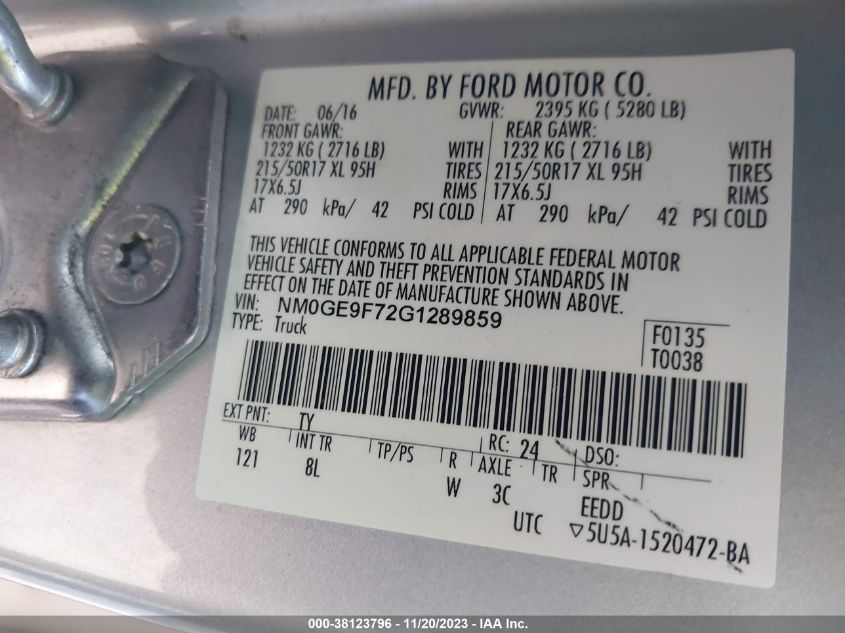 MFD. BY FORD MOTOR CO.
DATE: 06/16 GVWR: 2395 KG ( 5280 LB)
FRONT GAWR: REAR GAWR:
1232 KG ( 2716 LB) WITH 1232 KG ( 2716 LB) WITH
215/50R17 XL 95H TIRES 215/50R17 XL 95H TIRES
17X6.5J RIMS 17X6.5J RIMS
AT 290 kPa/ 42 PSI COLD AT 290 kPa/ 42 PSI COLD
THIS VEHICLE CONFORMS TO ALL APPLICABLE FEDERAL MOTOR
VEHICLE SAFETY AND THEFT PREVENTION STANDARDS IN
EFFECT ON THE DATE OF MANUFACTURE SHOWN ABOVE.
VIN: NM0GE9F72G1289859
TYPE: Truck
F0135
T0038
EXT PNT: TY RC: 24 DSO:
WB INT TR TP/PS R AXLE TR SPR
121 8L W 3C EEDD
UTC ▽5U5A-1520472-BA
000-38123796 - 11/20/2023 - IAA Inc.